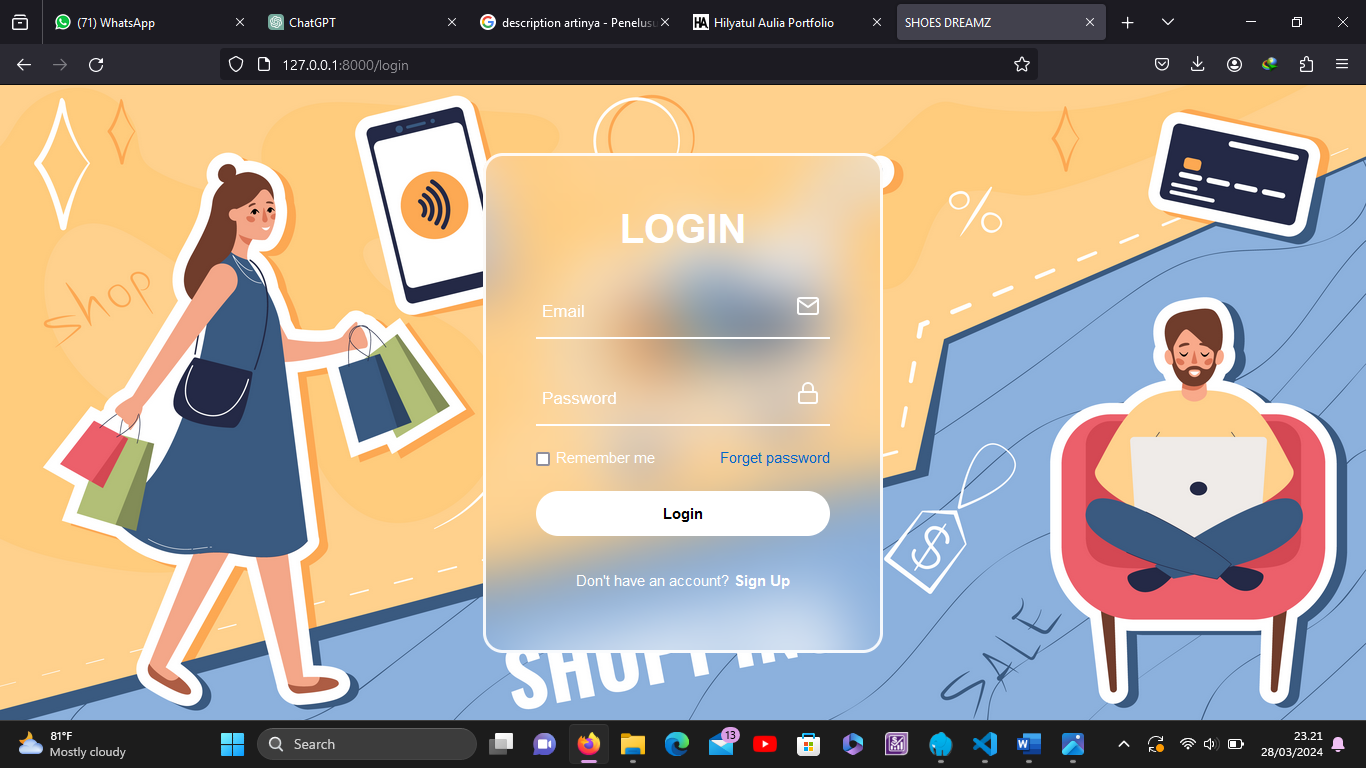 (71) WhatsApp
ChatGPT
description artinya - Penelusu
HA
Hilyatul Aulia Portfolio
SHOES DREAMZ
127.0.0.1:8000/login
shop
%
LOGIN
Email
Password
Remember me
Forget password
Login
Don't have an account? Sign Up
$
SALE
81°F
Mostly cloudy
Search
13
23.21
28/03/2024